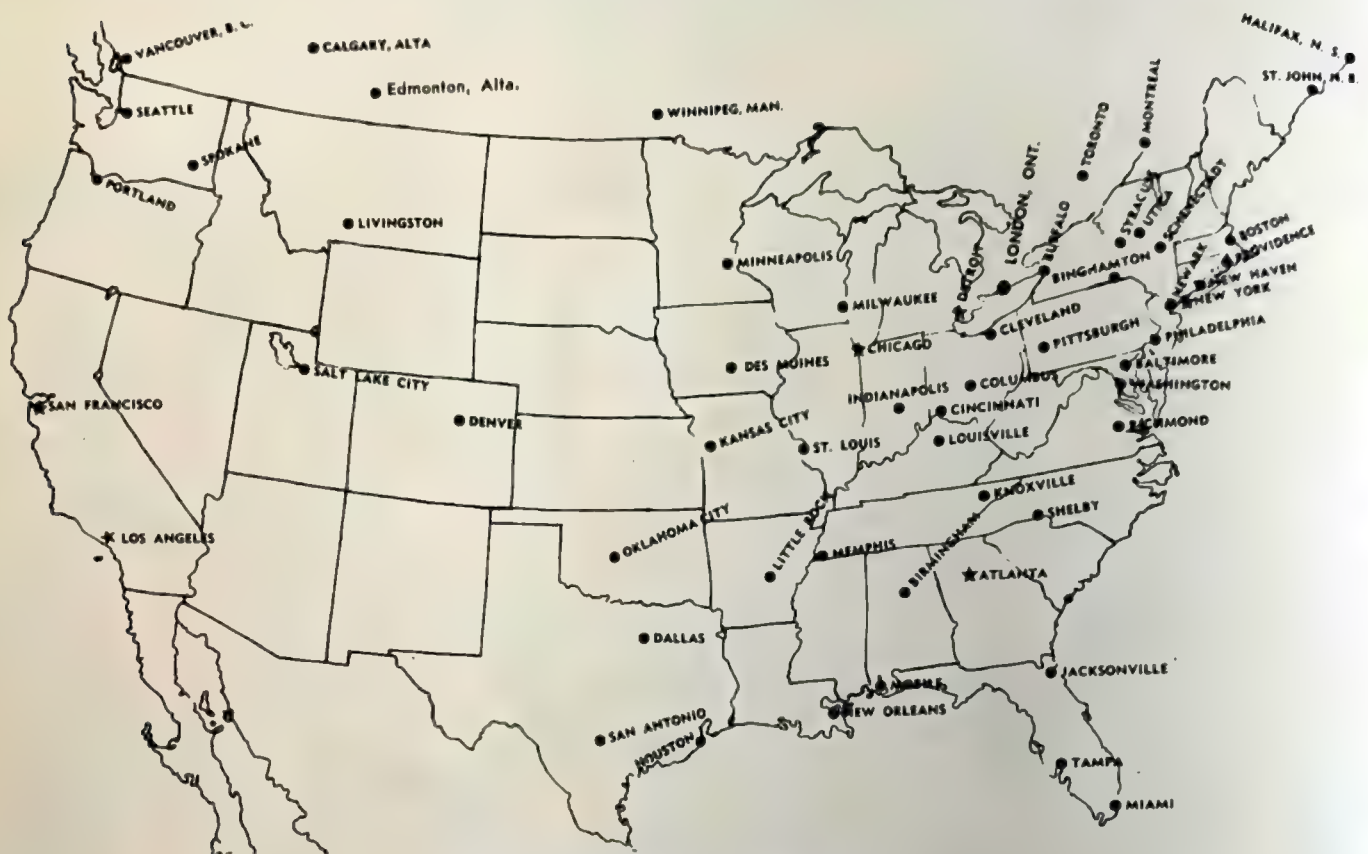 VANCOUVER, B. C.
CALGARY, ALTA
Edmonton, Alta.
HALIFAX, N. S.
ST. JOHN, N. B.
SEATTLE
WINNIPEG, MAN.
MONTREAL
TORONTO
SPOKANE
PORTLAND
LONDON, ONT.
LIVINGSTON
SYRACUSE
UTICA
SCHENECTADY
BUFFALO
BOSTON
PROVIDENCE
MINNEAPOLIS
DETROIT
BINGHAMTON
NEWARK
NEW HAVEN
NEW YORK
MILWAUKEE
CLEVELAND
PITTSBURGH
PHILADELPHIA
CHICAGO
DES MOINES
BALTIMORE
SALT LAKE CITY
INDIANAPOLIS
COLUMBUS
WASHINGTON
SAN FRANCISCO
CINCINNATI
DENVER
KANSAS CITY
ST. LOUIS
LOUISVILLE
RICHMOND
KNOXVILLE
SHELBY
LOS ANGELES
OKLAHOMA CITY
LITTLE ROCK
MEMPHIS
BIRMINGHAM
ATLANTA
DALLAS
JACKSONVILLE
MOBILE
NEW ORLEANS
SAN ANTONIO
HOUSTON
TAMPA
MIAMI